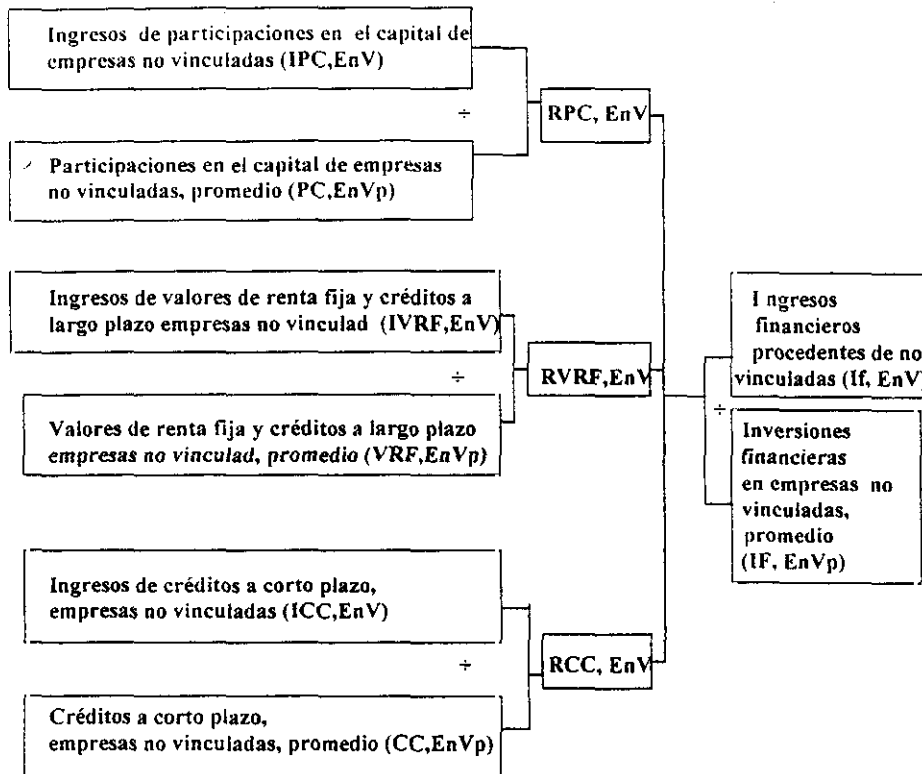 Ingresos de participaciones en el capital de
empresas no vinculadas (IPC,EnV)
÷
RPC, EnV
Participaciones en el capital de empresas
no vinculadas, promedio (PC,EnVp)
Ingresos de valores de renta fija y créditos a
largo plazo empresas no vinculad (IVRF,EnV)
÷
RVRF,EnV
Valores de renta fija y créditos a largo plazo
empresas no vinculad, promedio (VRF,EnVp)
I ngresos
financieros
procedentes de no
vinculadas (If, EnV)
÷
Inversiones
financieras
en empresas no
vinculadas,
promedio
(IF, EnVp)
Ingresos de créditos a corto plazo,
empresas no vinculadas (ICC,EnV)
÷
RCC, EnV
Créditos a corto plazo,
empresas no vinculadas, promedio (CC,EnVp)